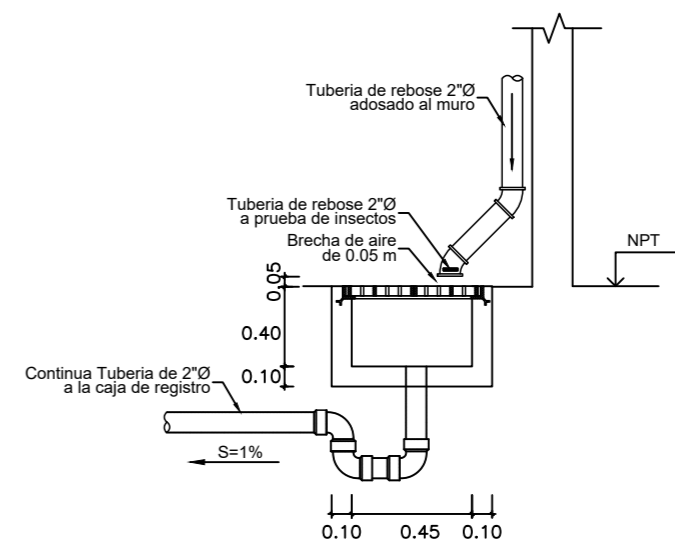 Tuberia de rebose 2"Ø
adosado al muro
Tuberia de rebose 2"Ø
a prueba de insectos
Brecha de aire
de 0.05 m
NPT
0.05
0.40
0.10
Continua Tuberia de 2"Ø
a la caja de registro
S=1%
0.10 0.45 0.10